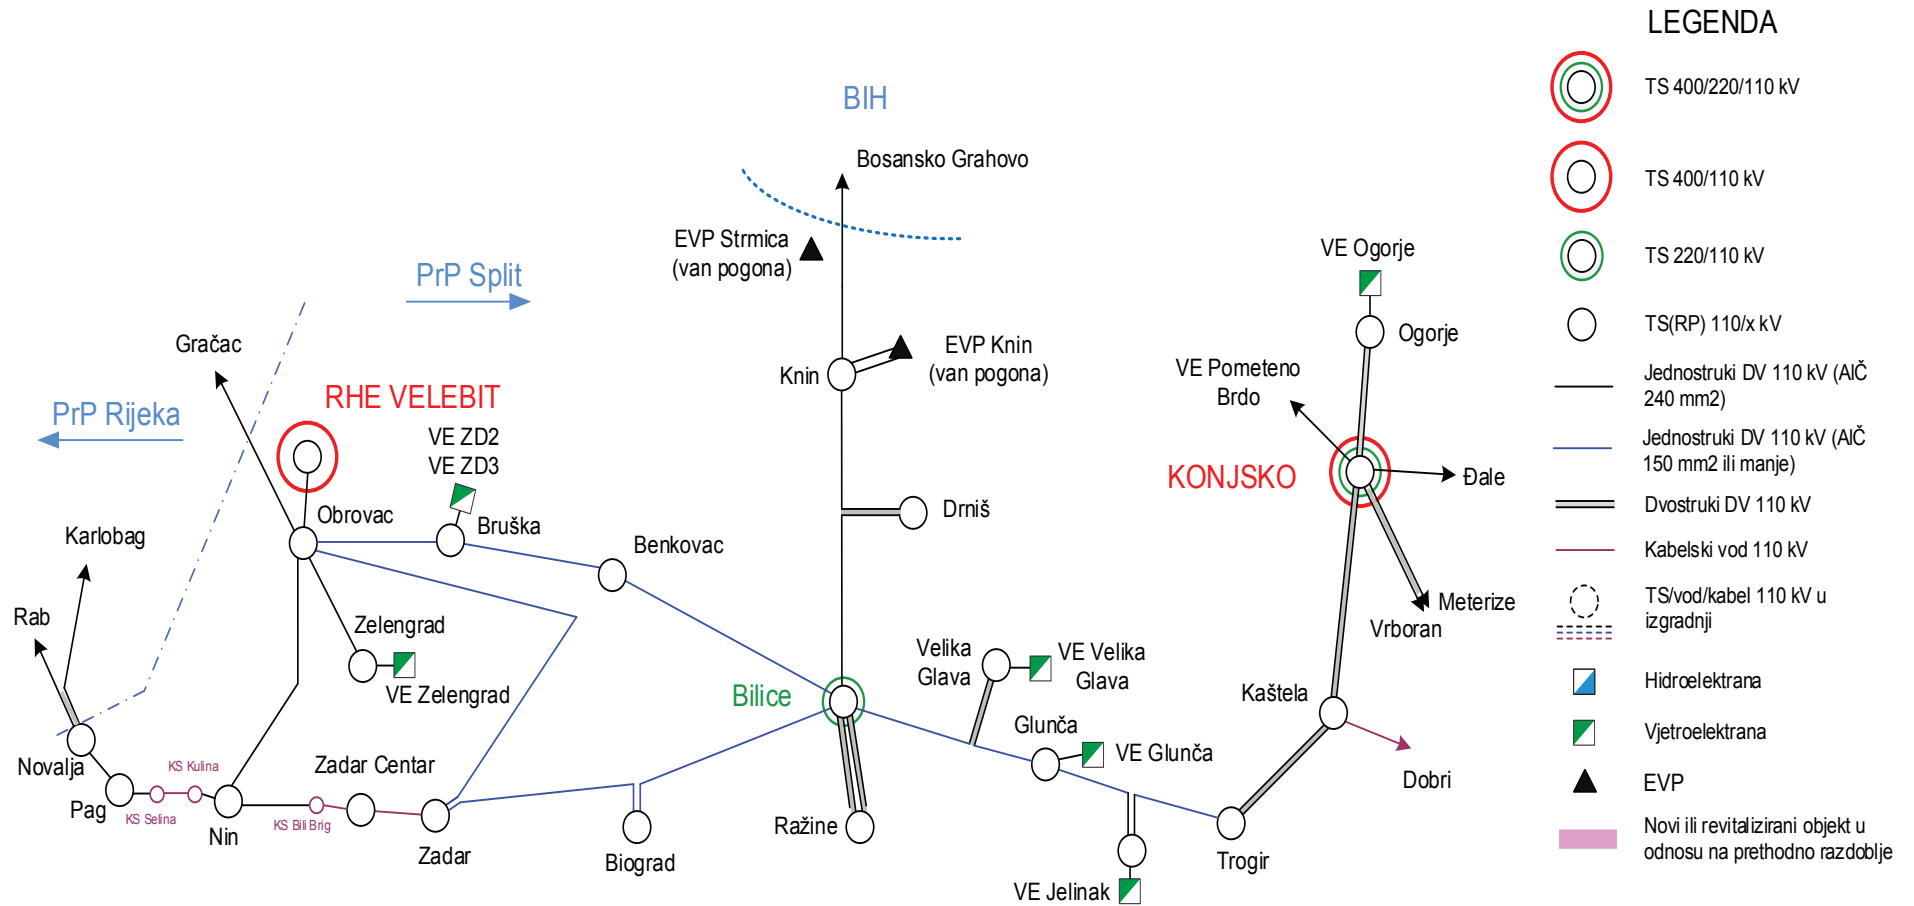 LEGENDA
TS 400/220/110 kV
TS 400/110 kV
TS 220/110 kV
TS(RP) 110/x kV
Jednostruki DV 110 kV (AlČ
240 mm2)
Jednostruki DV 110 kV (AlČ
150 mm2 ili manje)
Dvostruki DV 110 kV
Kabelski vod 110 kV
TS/vod/kabel 110 kV u
izgradnji
Hidroelektrana
Vjetroelektrana
EVP
Novi ili revitalizirani objekt u
odnosu na prethodno razdoblje
BIH
Bosansko Grahovo
EVP Strmica
(van pogona)
PrP Split
PrP Rijeka
Gračac
RHE VELEBIT
VE ZD2
VE ZD3
Obrovac
Bruška
Benkovac
Karlobag
Rab
Zelengrad
VE Zelengrad
Novalja
Pag
KS Kulina
KS Selina
Nin
KS Bili Brig
Zadar Centar
Zadar
Biograd
Knin
EVP Knin
(van pogona)
Drniš
Bilice
Ražine
Velika
Glava
VE Velika
Glava
Glunča
VE Glunča
VE Jelinak
Trogir
Kaštela
Dobri
VE Ogorje
Ogorje
VE Pometeno
Brdo
KONJSKO
Đale
Meterize
Vrboran